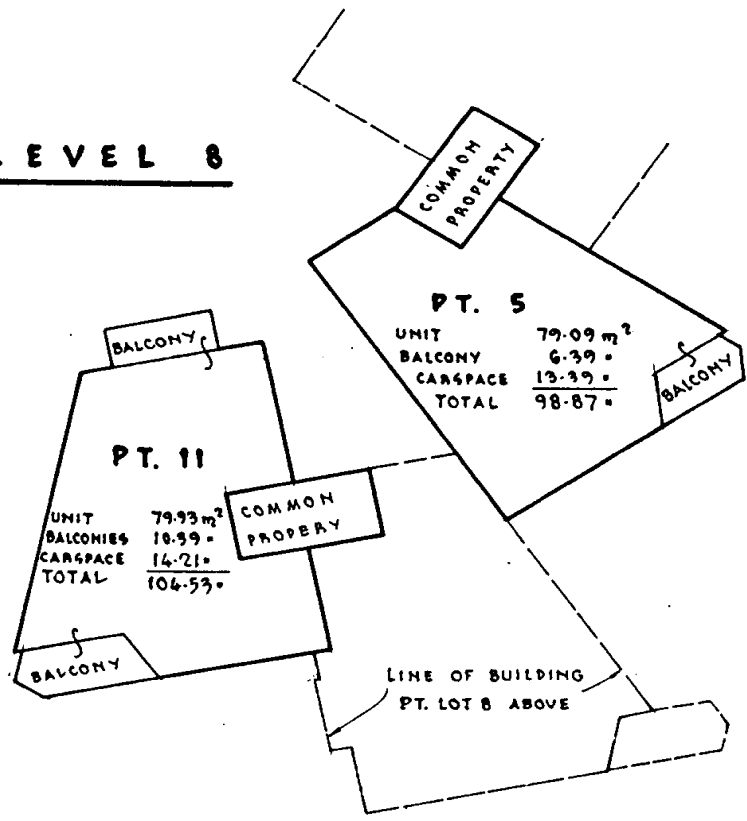 LEVEL 8
COMMON
PROPERTY
PT. 5
UNIT 79.09 m²
BALCONY 6.39 "
CARSPACE 13.39 "
TOTAL 98.87 "
BALCONY
BALCONY
PT. 11
UNIT 79.93 m²
BALCONIES 10.39 "
CARSPACE 14.21 "
TOTAL 104.53 "
COMMON
PROPERY
BALCONY
LINE OF BUILDING
PT. LOT 8 ABOVE